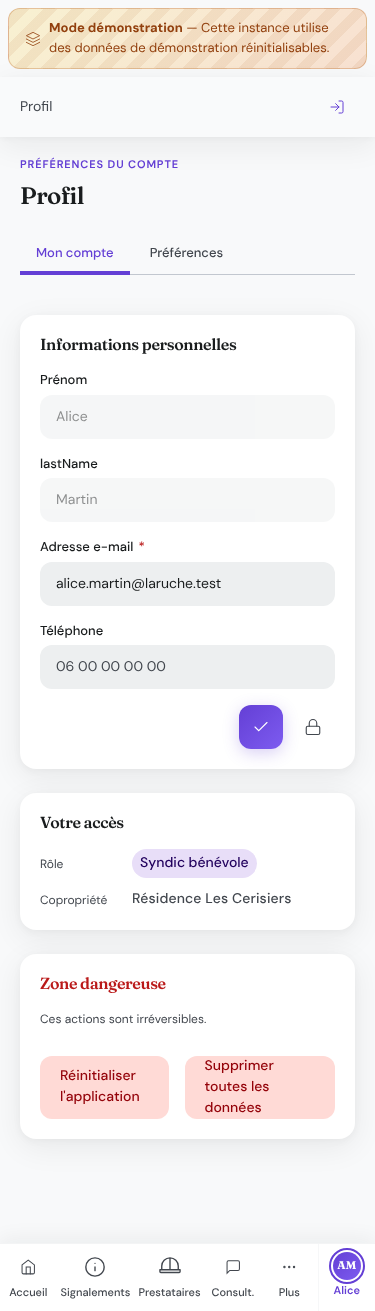 Mode démonstration — Cette instance utilise
des données de démonstration réinitialisables.
Profil
PRÉFÉRENCES DU COMPTE
Profil
Mon compte
Préférences
Informations personnelles
Prénom
Alice
lastName
Martin
Adresse e-mail *
alice.martin@laruche.test
Téléphone
06 00 00 00 00
Votre accès
Rôle
Syndic bénévole
Copropriété
Résidence Les Cerisiers
Zone dangereuse
Ces actions sont irréversibles.
Réinitialiser
l'application
Supprimer
toutes les
données
Accueil
Signalements
Prestataires
Consult.
Plus
AM
Alice